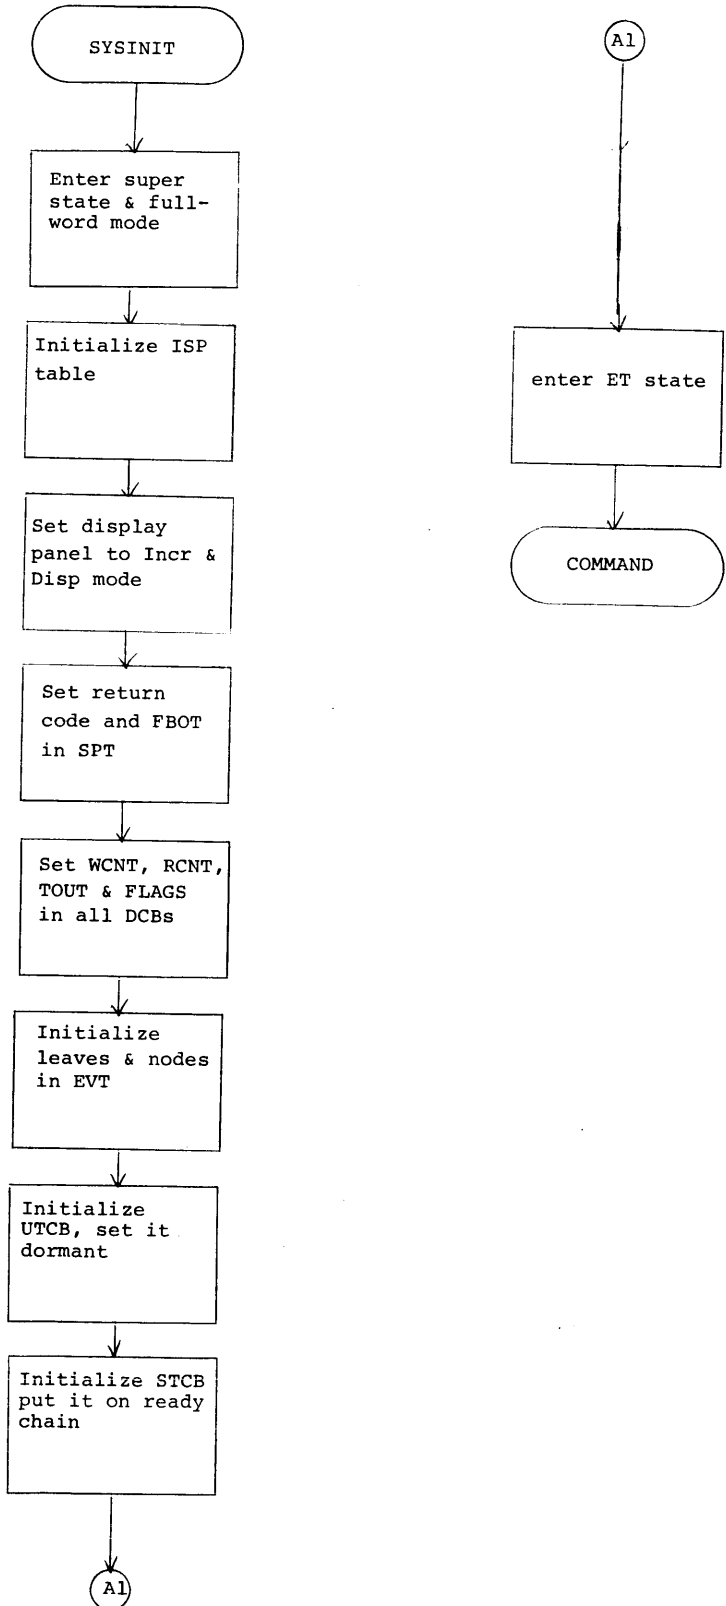 SYSINIT
Enter super
state & full-
word mode
Initialize ISP
table
Set display
panel to Incr &
Disp mode
Set return
code and FBOT
in SPT
Set WCNT, RCNT,
TOUT & FLAGS
in all DCBs
Initialize
leaves & nodes
in EVT
Initialize
UTCB, set it
dormant
Initialize STCB
put it on ready
chain
A1
A1
enter ET state
COMMAND